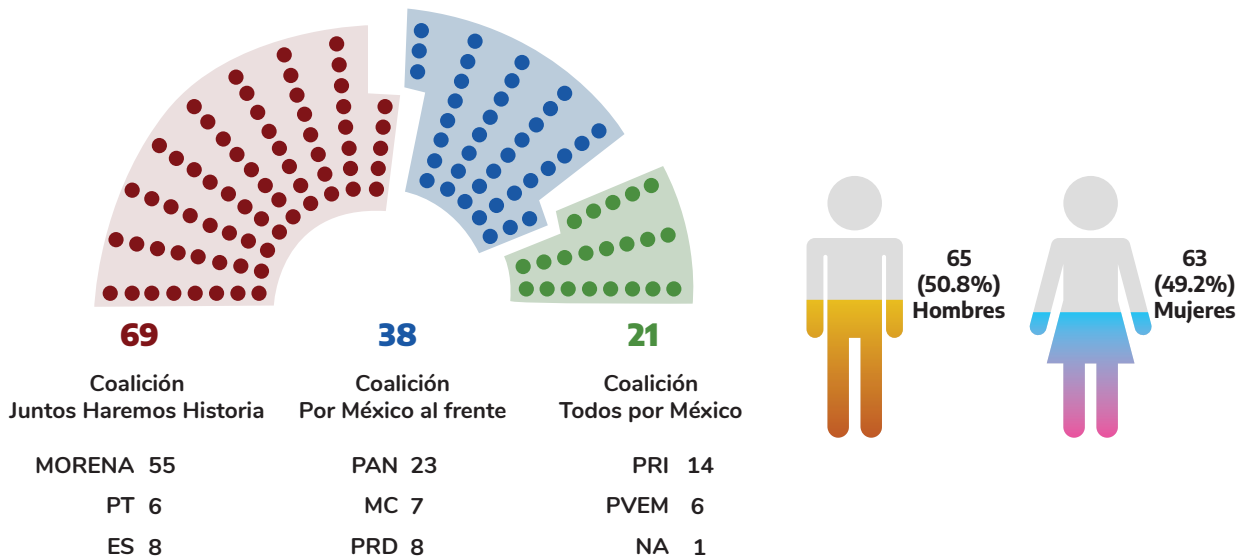 69
Coalición
Juntos Haremos Historia
MORENA 55
PT 6
ES 8
38
Coalición
Por México al frente
PAN 23
MC 7
PRD 8
21
Coalición
Todos por México
PRI 14
PVEM 6
NA 1
65
(50.8%)
Hombres
63
(49.2%)
Mujeres